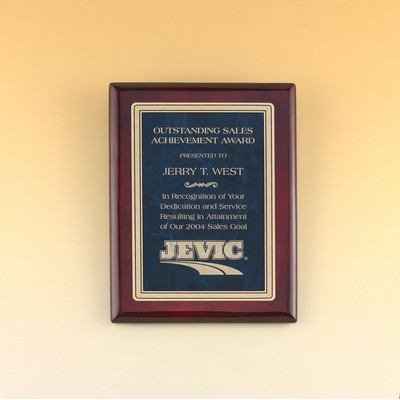 OUTSTANDING SALES
ACHIEVEMENT AWARD
PRESENTED TO
JERRY T. WEST
In Recognition of Your
Dedication and Service
Resulting in Attainment
of Our 2004 Sales Goal
JEVIC®